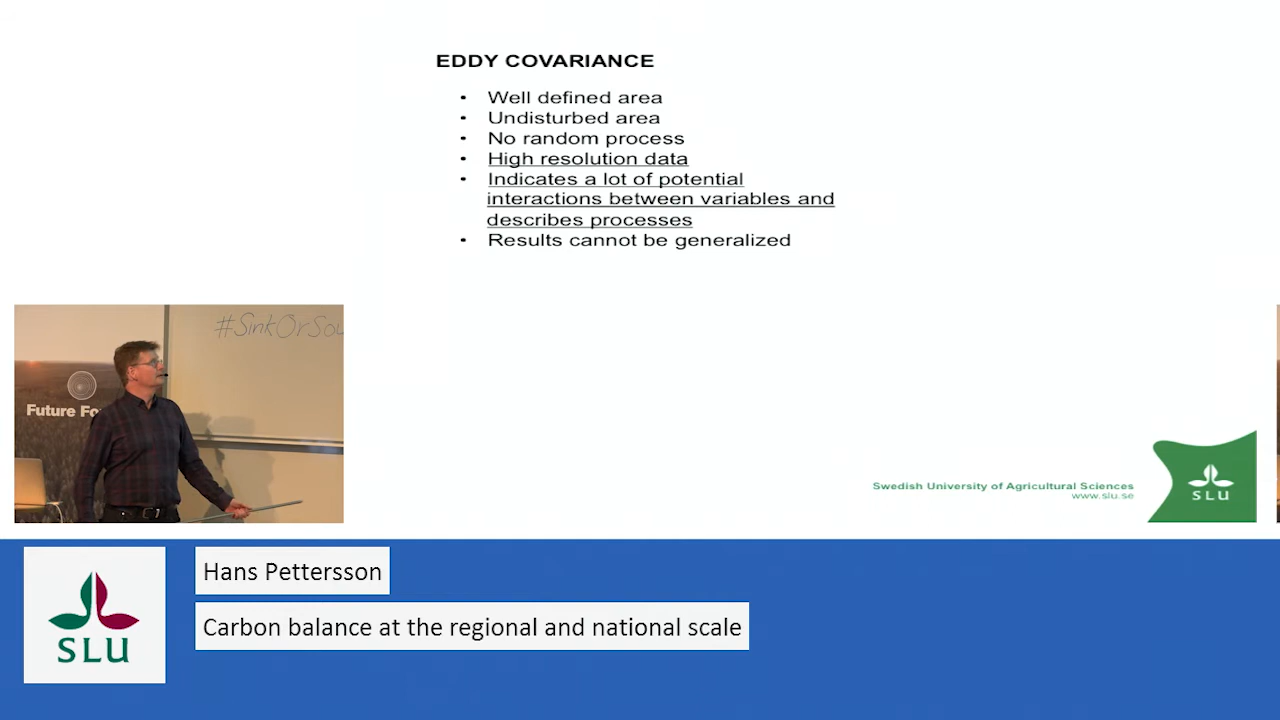 EDDY COVARIANCE
• Well defined area
• Undisturbed area
• No random process
• High resolution data
• Indicates a lot of potential
interactions between variables and
describes processes
• Results cannot be generalized
#SinkOrSou
Future Fo
Swedish University of Agricultural Sciences
www.slu.se
SLU
SLU
Hans Pettersson
Carbon balance at the regional and national scale